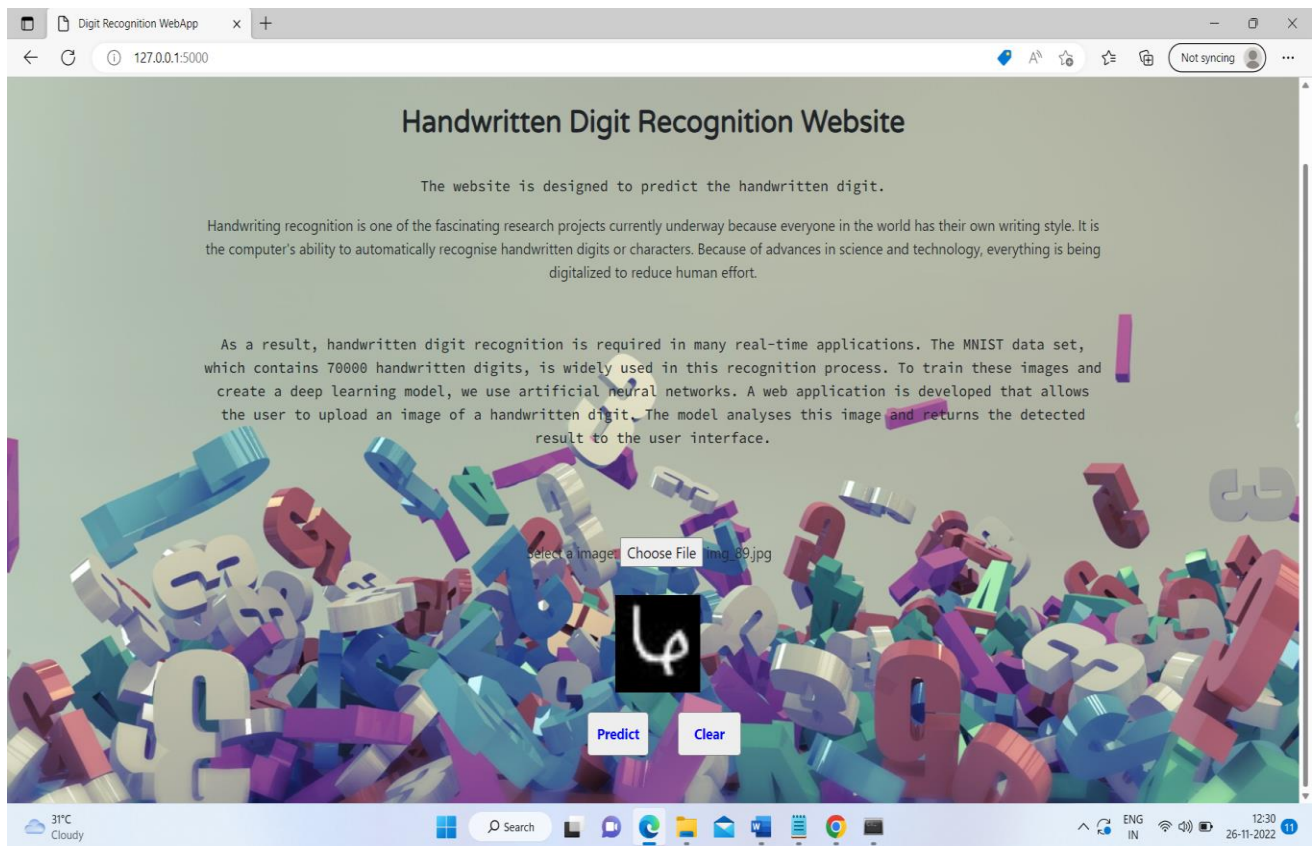 Digit Recognition WebApp
127.0.0.1:5000
Not syncing
Handwritten Digit Recognition Website
The website is designed to predict the handwritten digit.
Handwriting recognition is one of the fascinating research projects currently underway because everyone in the world has their own writing style. It is
the computer's ability to automatically recognise handwritten digits or characters. Because of advances in science and technology, everything is being
digitalized to reduce human effort.
As a result, handwritten digit recognition is required in many real-time applications. The MNIST data set,
which contains 70000 handwritten digits, is widely used in this recognition process. To train these images and
create a deep learning model, we use artificial neural networks. A web application is developed that allows
the user to upload an image of a handwritten digit. The model analyses this image and returns the detected
result to the user interface.
Select a image: Choose File img_89.jpg
6
Predict Clear
31°C
Cloudy
Search
ENG
IN
12:30
26-11-2022
11